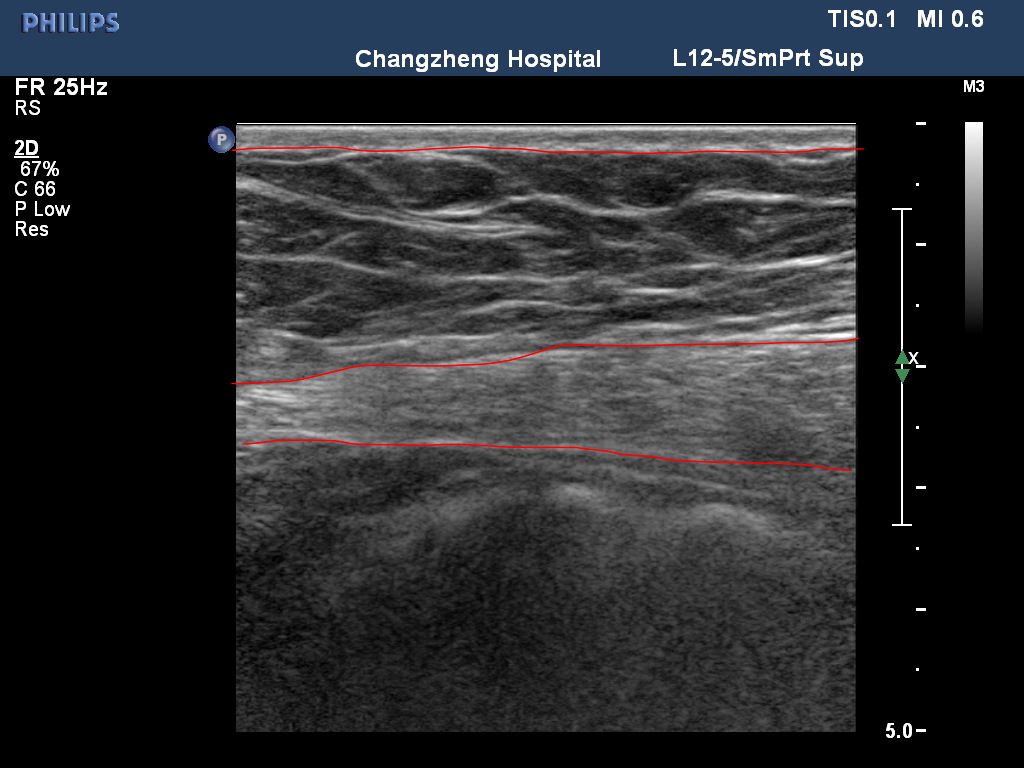 PHILIPS
TIS0.1 MI 0.6
Changzheng Hospital L12-5/SmPrt Sup
FR 25Hz
RS
M3
P
2D
67%
C 66
P Low
Res
X
5.0